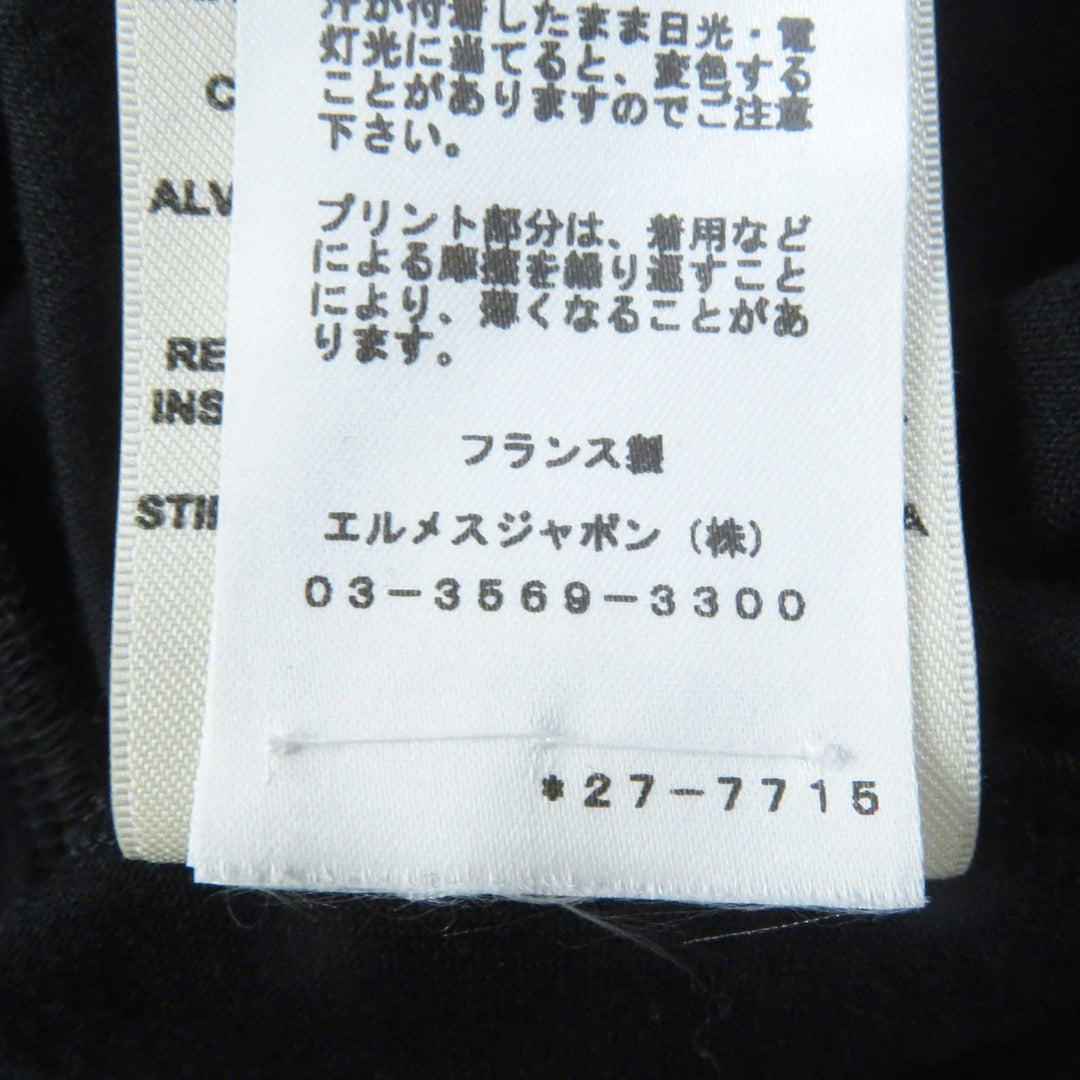 汗が付着したまま日光・電
灯光に当てると、変色する
ことがありますのでご注意
下さい。
プリント部分は、着用など
による摩擦を繰り返すこと
により、薄くなることがあ
ります。
フランス製
エルメスジャポン（株）
03-3569-3300
*27-7715
C
ALV
RE
INS
STI
A